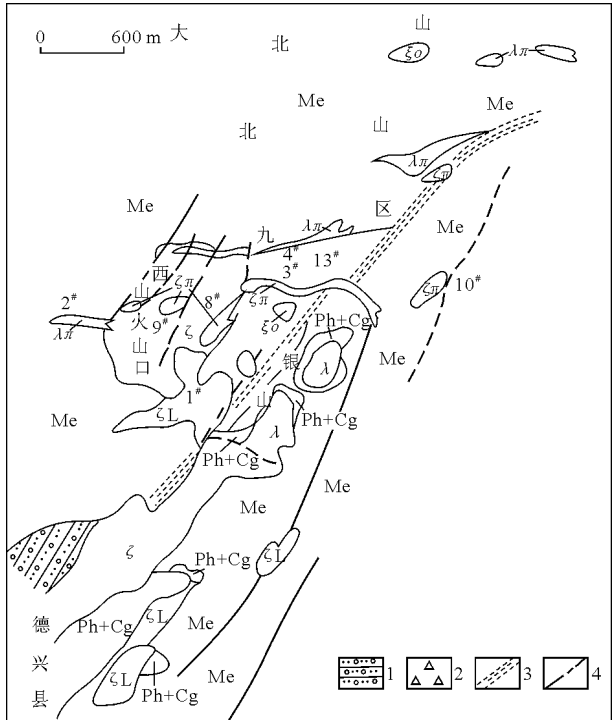 0 600 m
大 北 山
ξo
λπ
Me
Me
北 山 区
λπ
ζπ
Me
Me
九
λπ
4#
13#
3#
西山火山口
ζπ
8#
ζπ
ζπ
10#
2#
λπ
9#
ζ
ξo
Ph+Cg
λ
Me
银山
1#
ζL
Ph+Cg
λ
Me
Ph+Cg
Me
Me
ζ
Ph+Cg
ζL
德兴县
Ph+Cg
ζL
Me
ζL
Me
Ph+Cg
1
2
3
4